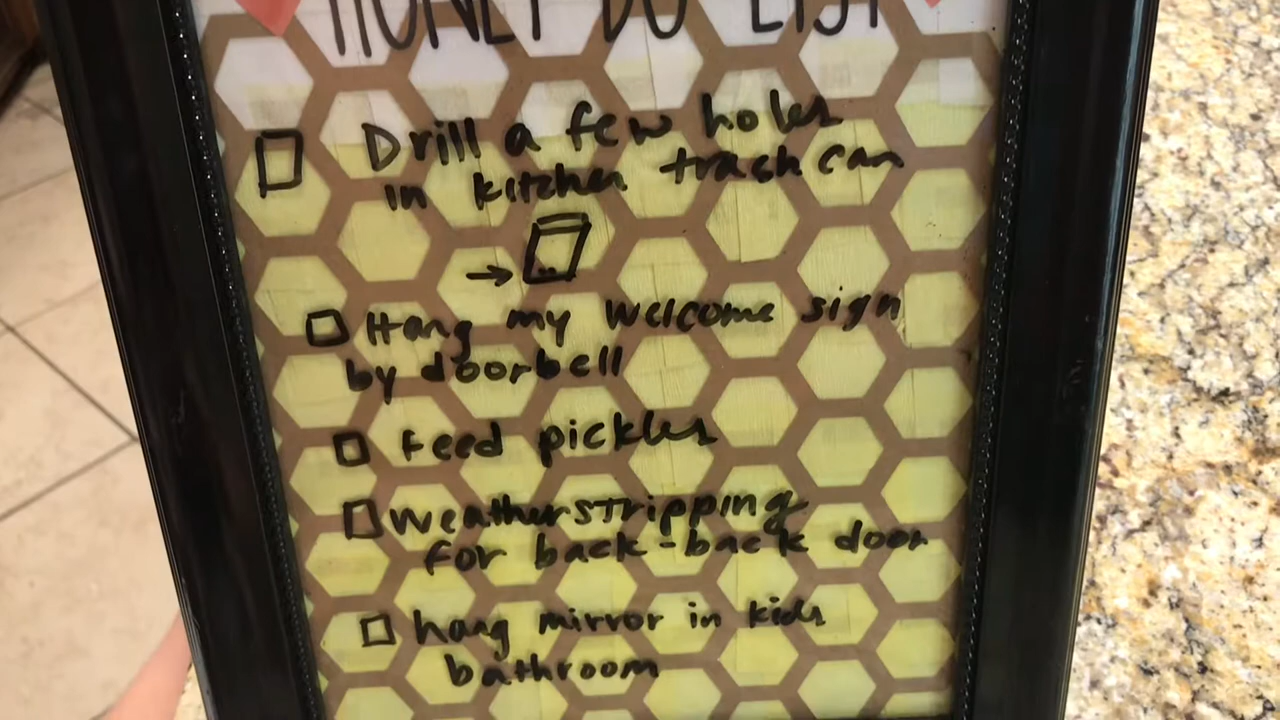 HONEY DO LIST
Drill a few holes
in kitchen trash can
Hang my welcome sign
by doorbell
Feed pickles
weatherstripping
for back-back door
hang mirror in kids
bathroom